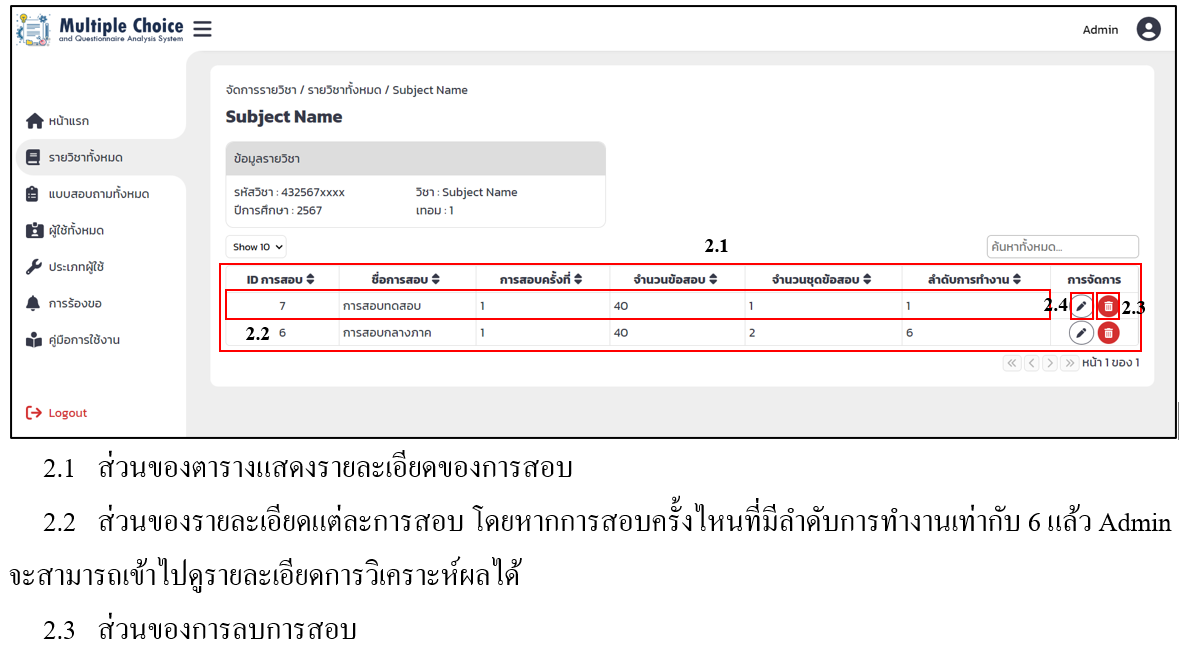 Multiple Choice
and Questionnaire Analysis System
Admin
จัดการรายวิชา / รายวิชาทั้งหมด / Subject Name
Subject Name
หน้าแรก
รายวิชาทั้งหมด
แบบสอบถามทั้งหมด
ผู้ใช้ทั้งหมด
ประเภทผู้ใช้
การร้องขอ
คู่มือการใช้งาน
Logout
ข้อมูลรายวิชา
รหัสวิชา : 432567xxxx วิชา : Subject Name
ปีการศึกษา : 2567 เทอม : 1
Show 10 2.1 ค้นหาทั้งหมด...
ID การสอบ ชื่อการสอบ การสอบครั้งที่ จำนวนข้อสอบ จำนวนชุดข้อสอบ ลำดับการทำงาน การจัดการ
7 การสอบทดสอบ 1 40 1 1 2.4 2.3
2.2 6 การสอบกลางภาค 1 40 2 6
หน้า 1 ของ 1
2.1 ส่วนของตารางแสดงรายละเอียดของการสอบ
2.2 ส่วนของรายละเอียดแต่ละการสอบ โดยหากการสอบครั้งไหนที่มีลำดับการทำงานเท่ากับ 6 แล้ว Admin
จะสามารถเข้าไปดูรายละเอียดการวิเคราะห์ผลได้
2.3 ส่วนของการลบการสอบ